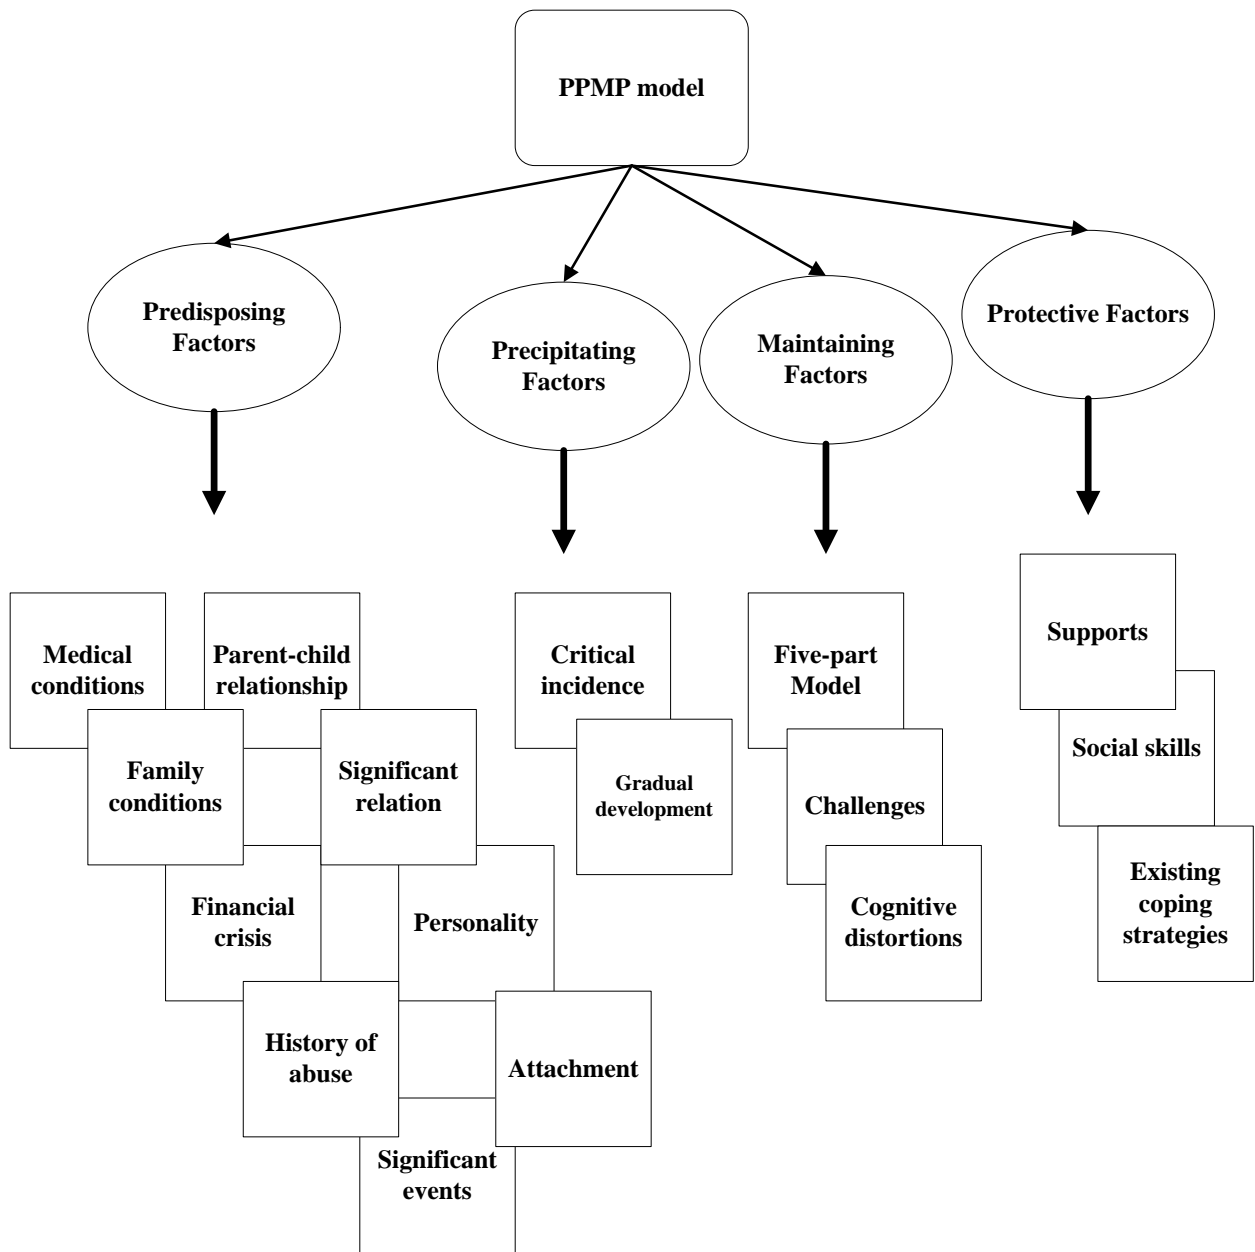 PPMP model
Predisposing
Factors
Precipitating
Factors
Maintaining
Factors
Protective Factors
Medical
conditions
Parent-child
relationship
Family
conditions
Significant
relation
Financial
crisis
Personality
History of
abuse
Attachment
Significant
events
Critical
incidence
Gradual
development
Five-part
Model
Challenges
Cognitive
distortions
Supports
Social skills
Existing
coping
strategies